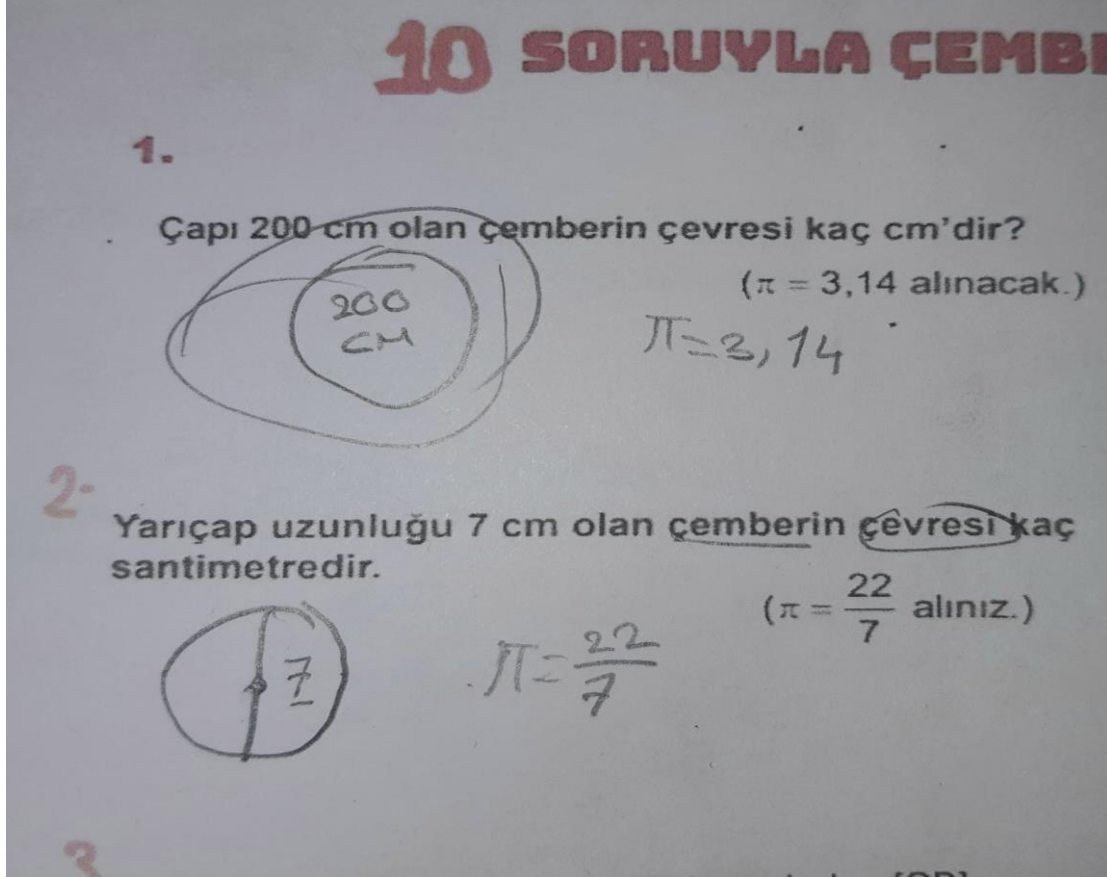 10 SORUYLA ÇEMB
1.
Çapı 200 cm olan çemberin çevresi kaç cm'dir?
(π = 3,14 alınacak.)
200
CM
π=3,14
2-
Yarıçap uzunluğu 7 cm olan çemberin çevresi kaç
santimetredir.
(π = 22/7 alınız.)
7
π=22/7
3